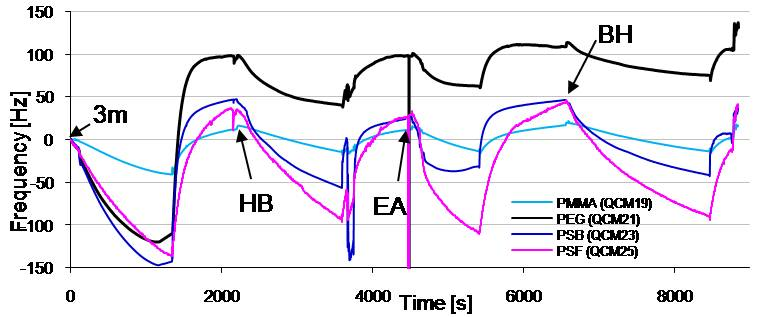 150
100
BH
50
3m
0
Frequency [Hz]
-50
HB
EA
PMMA (QCM19)
PEG (QCM21)
PSB (QCM23)
PSF (QCM25)
-100
-150
0 2000 4000 6000 8000
Time [s]